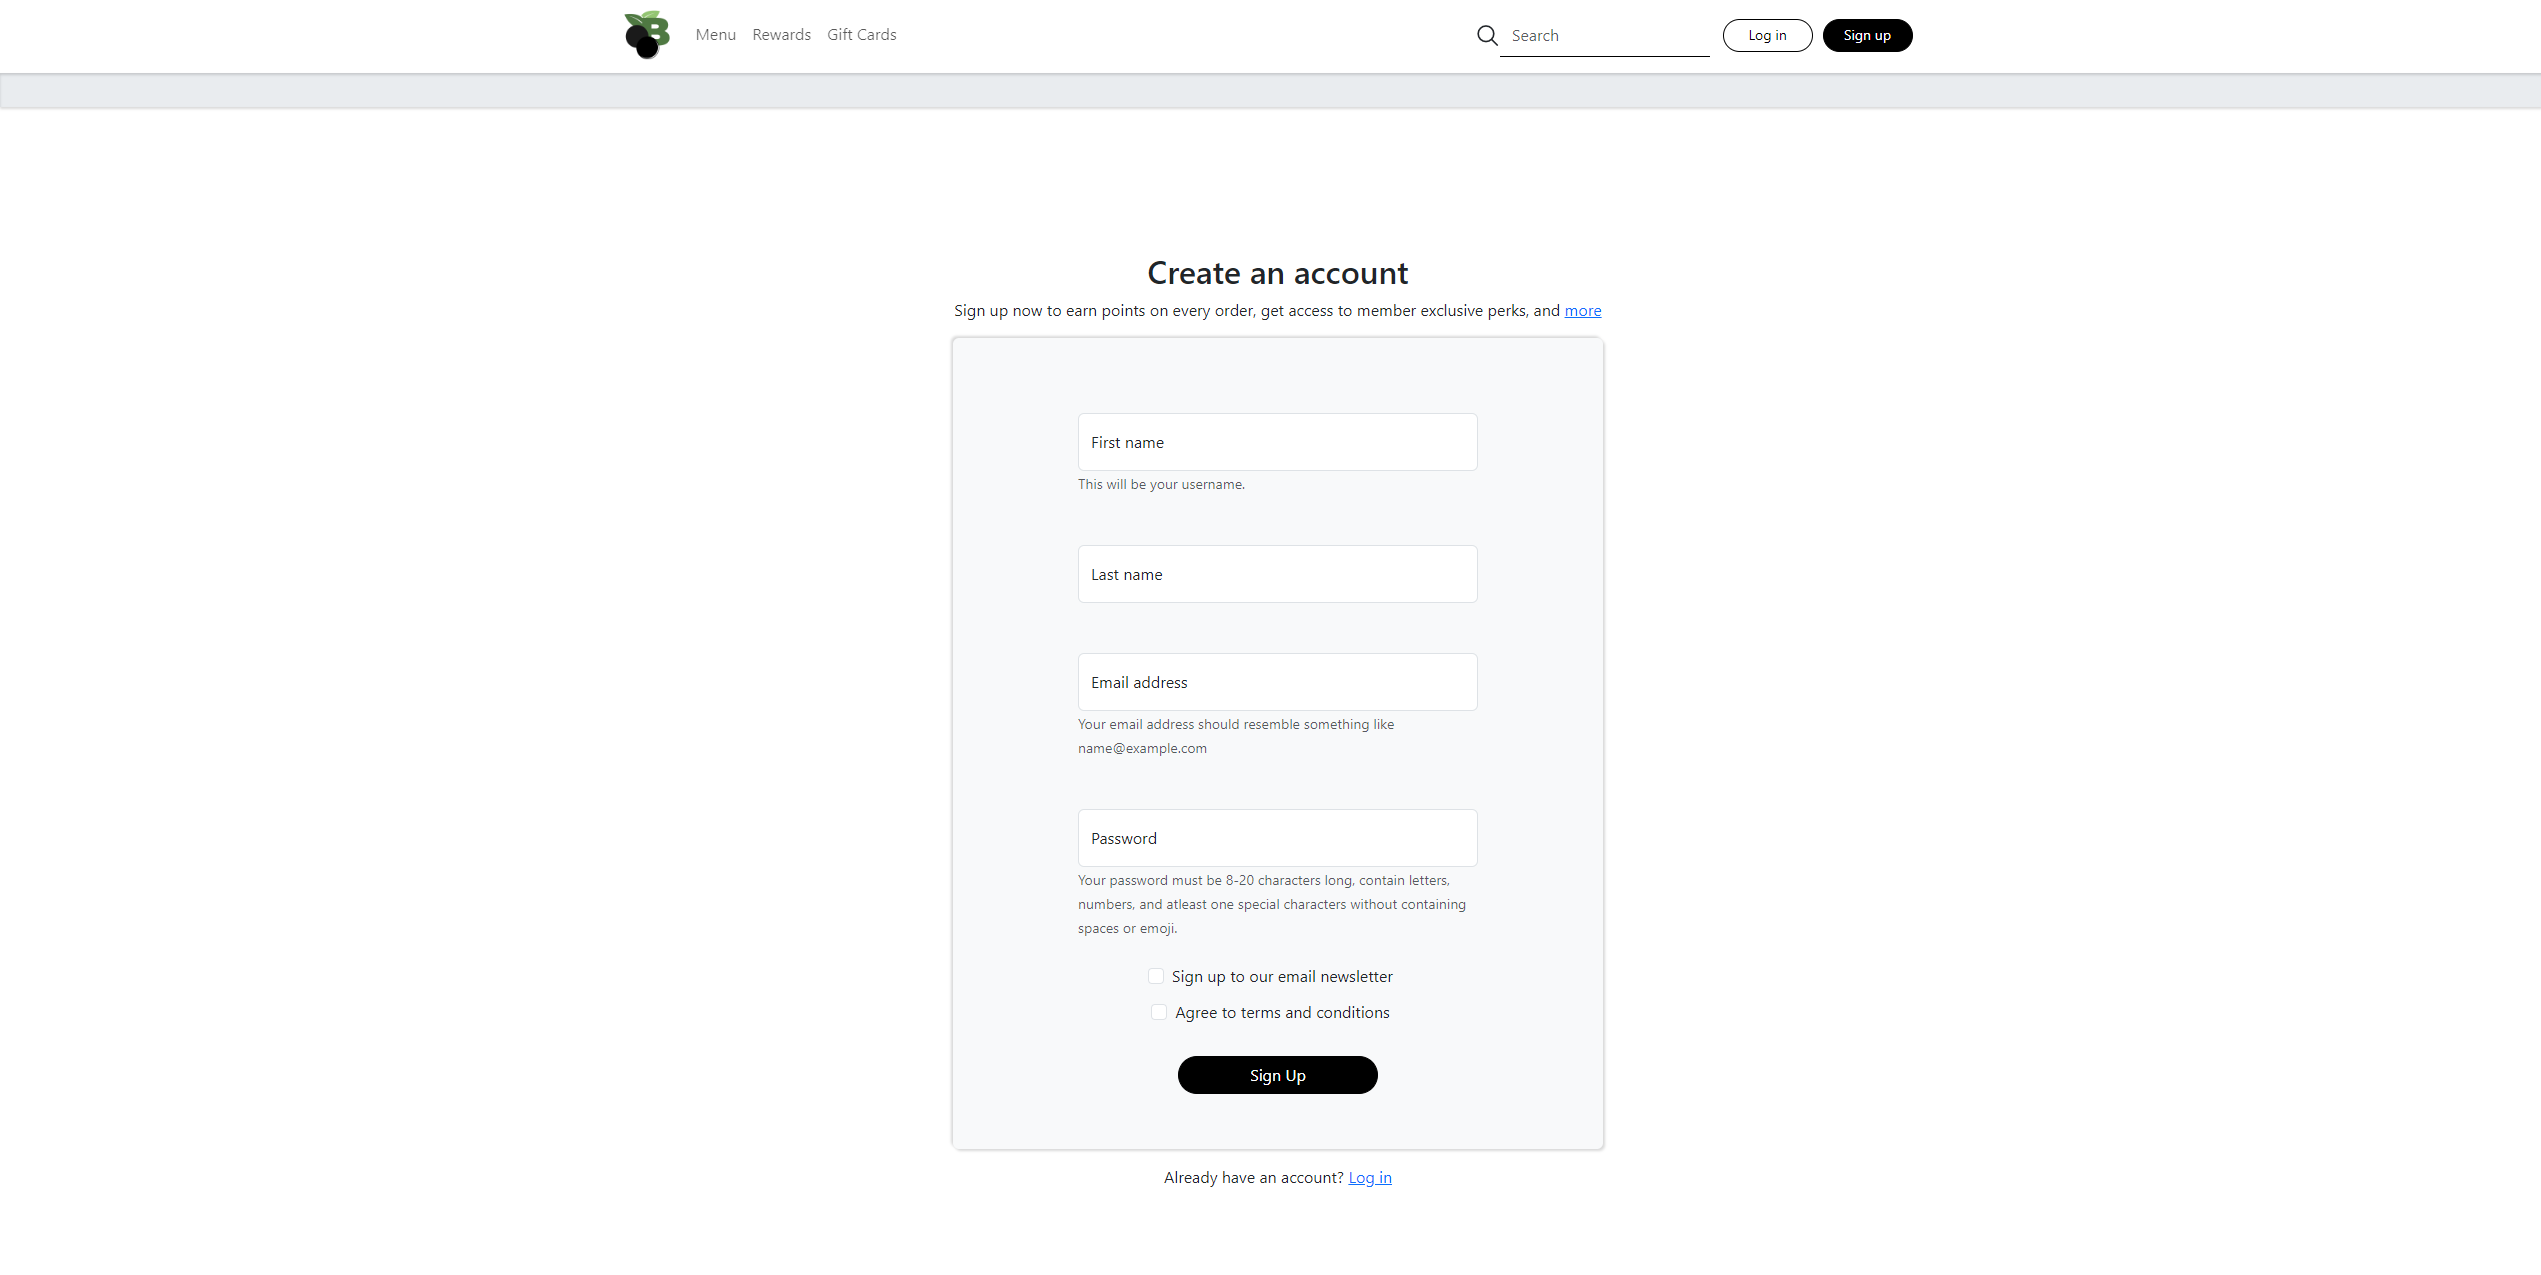 B
Menu Rewards Gift Cards Search Log in Sign up
Create an account
Sign up now to earn points on every order, get access to member exclusive perks, and more
First name
This will be your username.
Last name
Email address
Your email address should resemble something like
name@example.com
Password
Your password must be 8-20 characters long, contain letters,
numbers, and atleast one special characters without containing
spaces or emoji.
Sign up to our email newsletter
Agree to terms and conditions
Sign Up
Already have an account? Log in